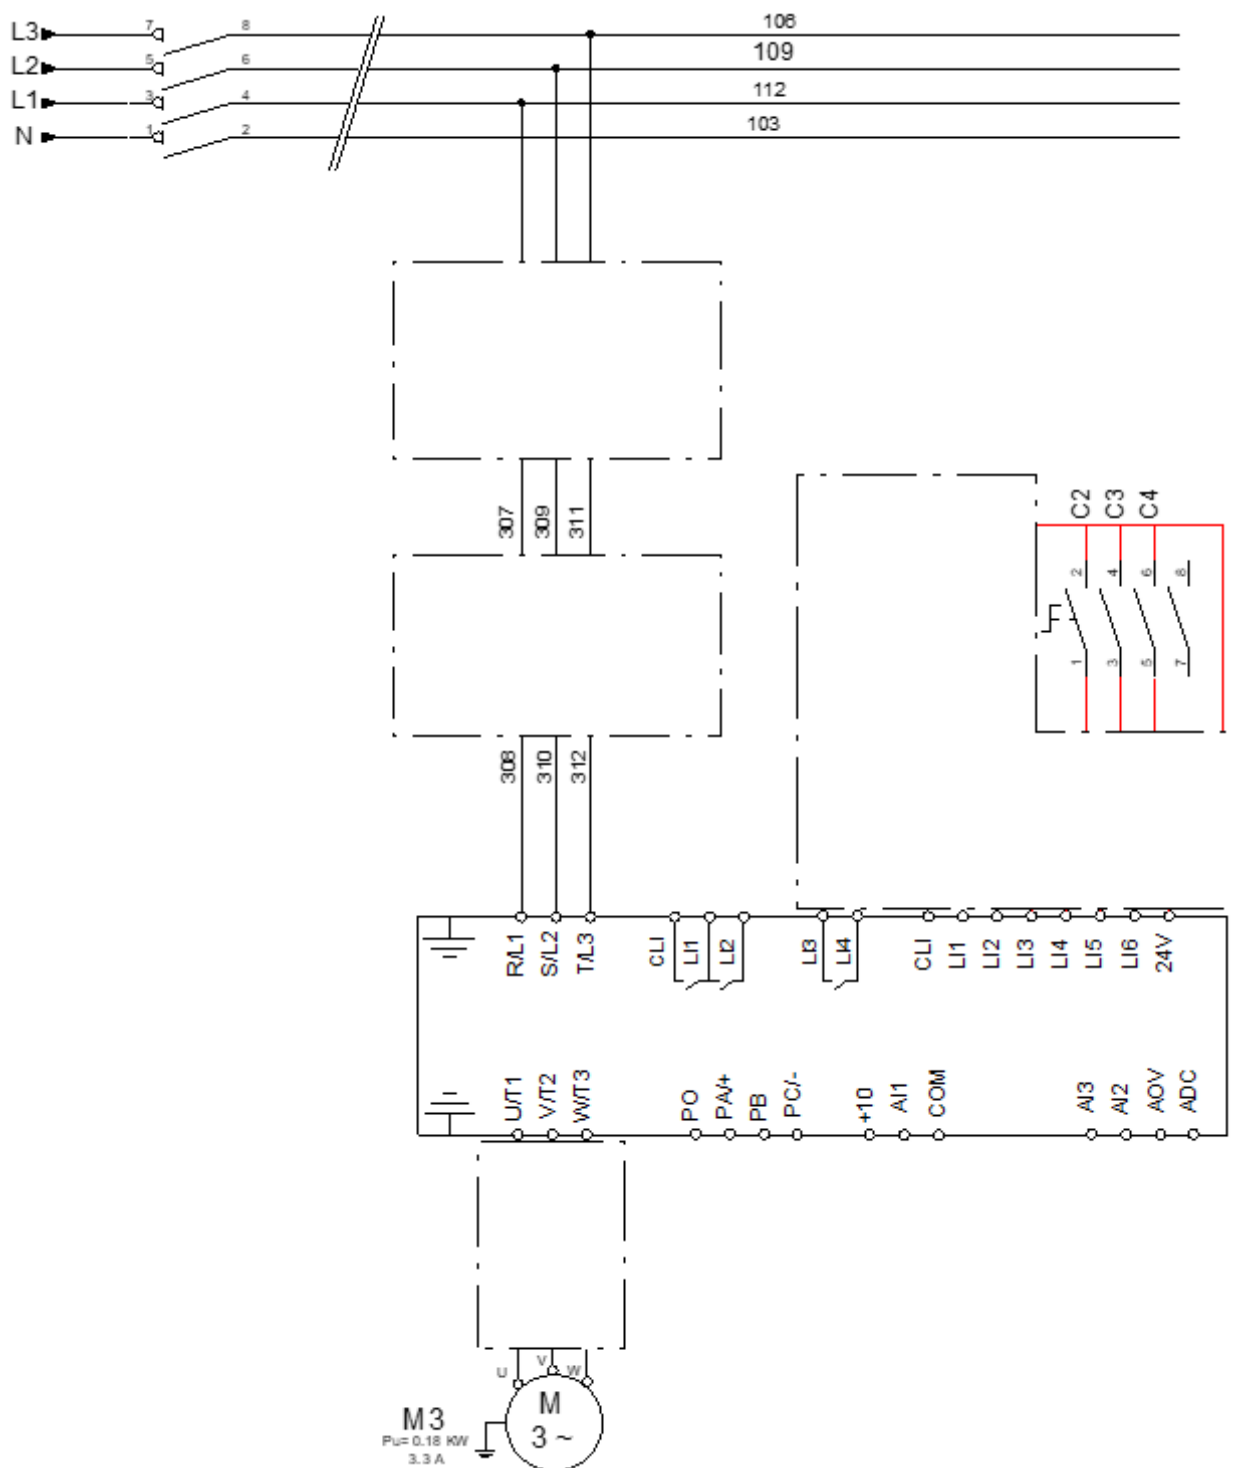 L3 7 8 106
L2 5 6 109
L1 3 4 112
N 1 2 103
307 309 311
C2 C3 C4
2 4 6 8
1 3 5 7
308 310 312
R/L1 S/L2 T/L3 CLI LI1 LI2 LI3 LI4 CLI LI1 LI2 LI3 LI4 LI5 LI6 24V
U/T1 V/T2 W/T3 PO PA/+ PB PC/- +10 AI1 COM AI3 AI2 AOV ADC
U V W
M
3 ~
M3
Pu= 0.18 KW
3.3 A